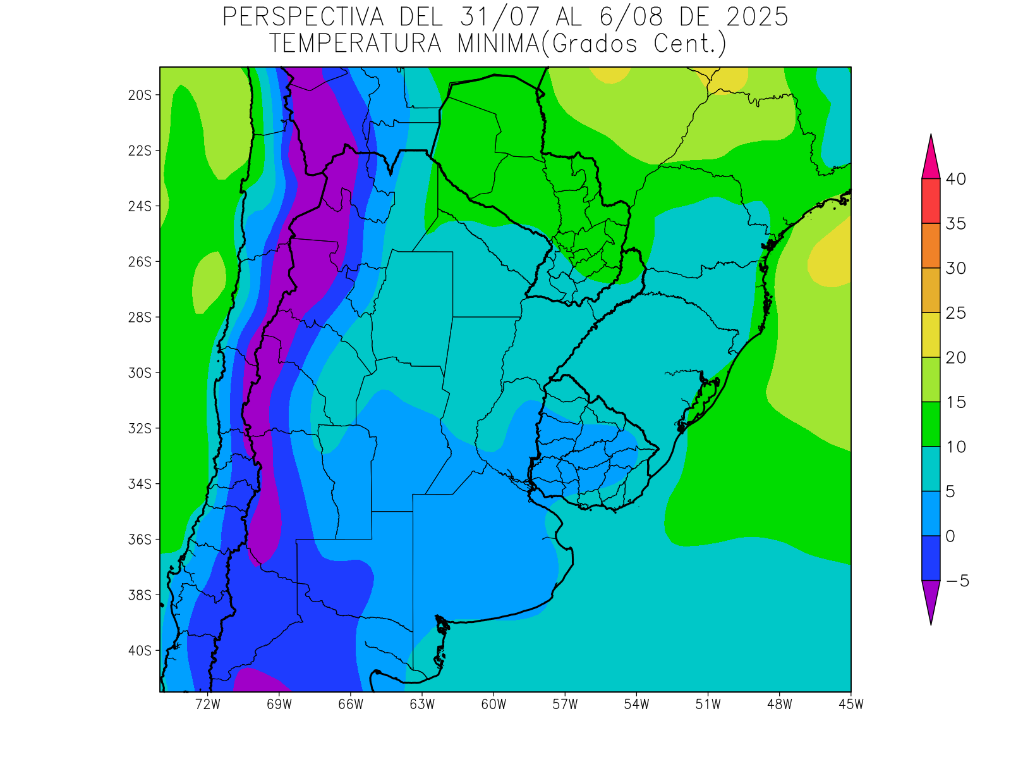 PERSPECTIVA DEL 31/07 AL 6/08 DE 2025
TEMPERATURA MINIMA(Grados Cent.)
20S
22S
24S
26S
28S
30S
32S
34S
36S
38S
40S
72W 69W 66W 63W 60W 57W 54W 51W 48W 45W
40
35
30
25
20
15
10
5
0
−5